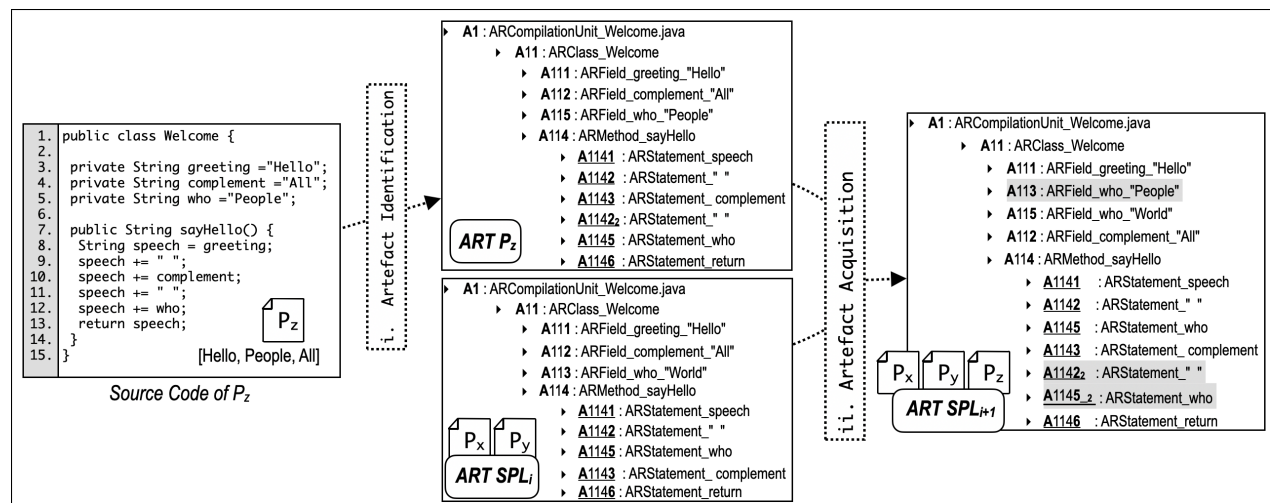 1. public class Welcome {
2.
3. private String greeting ="Hello";
4. private String complement ="All";
5. private String who ="People";
6.
7. public String sayHello() {
8. String speech = greeting;
9. speech += " ";
10. speech += complement;
11. speech += " ";
12. speech += who;
13. return speech;
14. }
15. }
Pz
[Hello, People, All]
Source Code of Pz
i. Artefact Identification
A1 : ARCompilationUnit_Welcome.java
A11 : ARClass_Welcome
A111 : ARField_greeting_"Hello"
A112 : ARField_complement_"All"
A115 : ARField_who_"People"
A114 : ARMethod_sayHello
A1141 : ARStatement_speech
A1142 : ARStatement_" "
A1143 : ARStatement_ complement
A1142₂ : ARStatement_" "
A1145 : ARStatement_who
A1146 : ARStatement_return
ART Pz
A1 : ARCompilationUnit_Welcome.java
A11 : ARClass_Welcome
A111 : ARField_greeting_"Hello"
A112 : ARField_complement_"All"
A113 : ARField_who_"World"
A114 : ARMethod_sayHello
A1141 : ARStatement_speech
A1142 : ARStatement_" "
A1145 : ARStatement_who
A1143 : ARStatement_ complement
A1146 : ARStatement_return
Px Py
ART SPLi
ii. Artefact Acquisition
A1 : ARCompilationUnit_Welcome.java
A11 : ARClass_Welcome
A111 : ARField_greeting_"Hello"
A113 : ARField_who_"People"
A115 : ARField_who_"World"
A112 : ARField_complement_"All"
A114 : ARMethod_sayHello
A1141 : ARStatement_speech
A1142 : ARStatement_" "
A1145 : ARStatement_who
A1143 : ARStatement_ complement
A1142₂ : ARStatement_" "
A1145_₂ : ARStatement_who
A1146 : ARStatement_return
Px Py Pz
ART SPLi+1